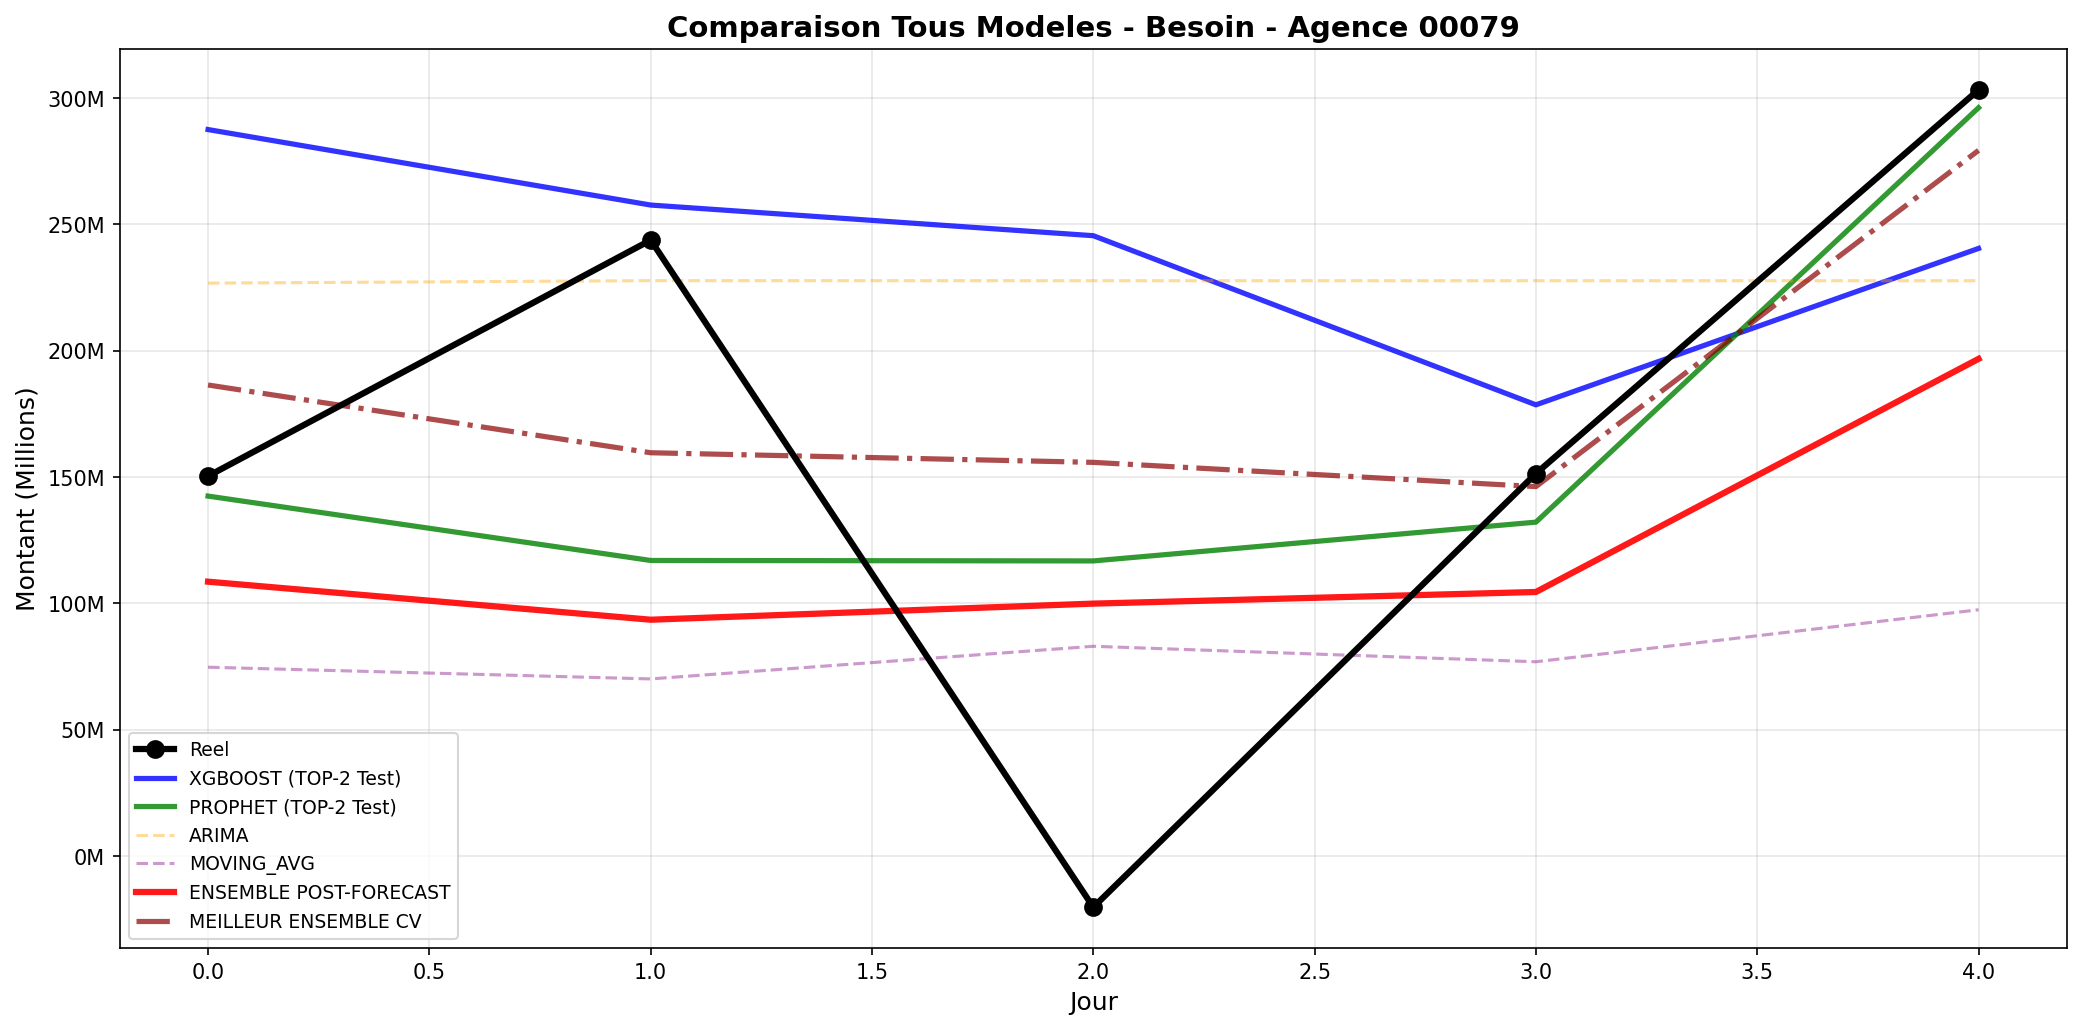 Comparaison Tous Modeles - Besoin - Agence 00079
Montant (Millions)
300M
250M
200M
150M
100M
50M
0M
Reel
XGBOOST (TOP-2 Test)
PROPHET (TOP-2 Test)
ARIMA
MOVING_AVG
ENSEMBLE POST-FORECAST
MEILLEUR ENSEMBLE CV
0.0 0.5 1.0 1.5 2.0 2.5 3.0 3.5 4.0
Jour